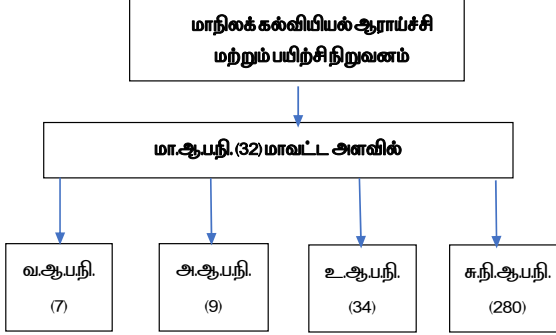 மாநிலக் கல்வியியல் ஆராய்ச்சி
மற்றும் பயிற்சி நிறுவனம்
மா.ஆ.ப.நி. (32) மாவட்ட அளவில்
வ.ஆ.ப.நி.
(7)
அ.ஆ.ப.நி.
(9)
உ.ஆ.ப.நி.
(34)
சு.நி.ஆ.ப.நி.
(280)